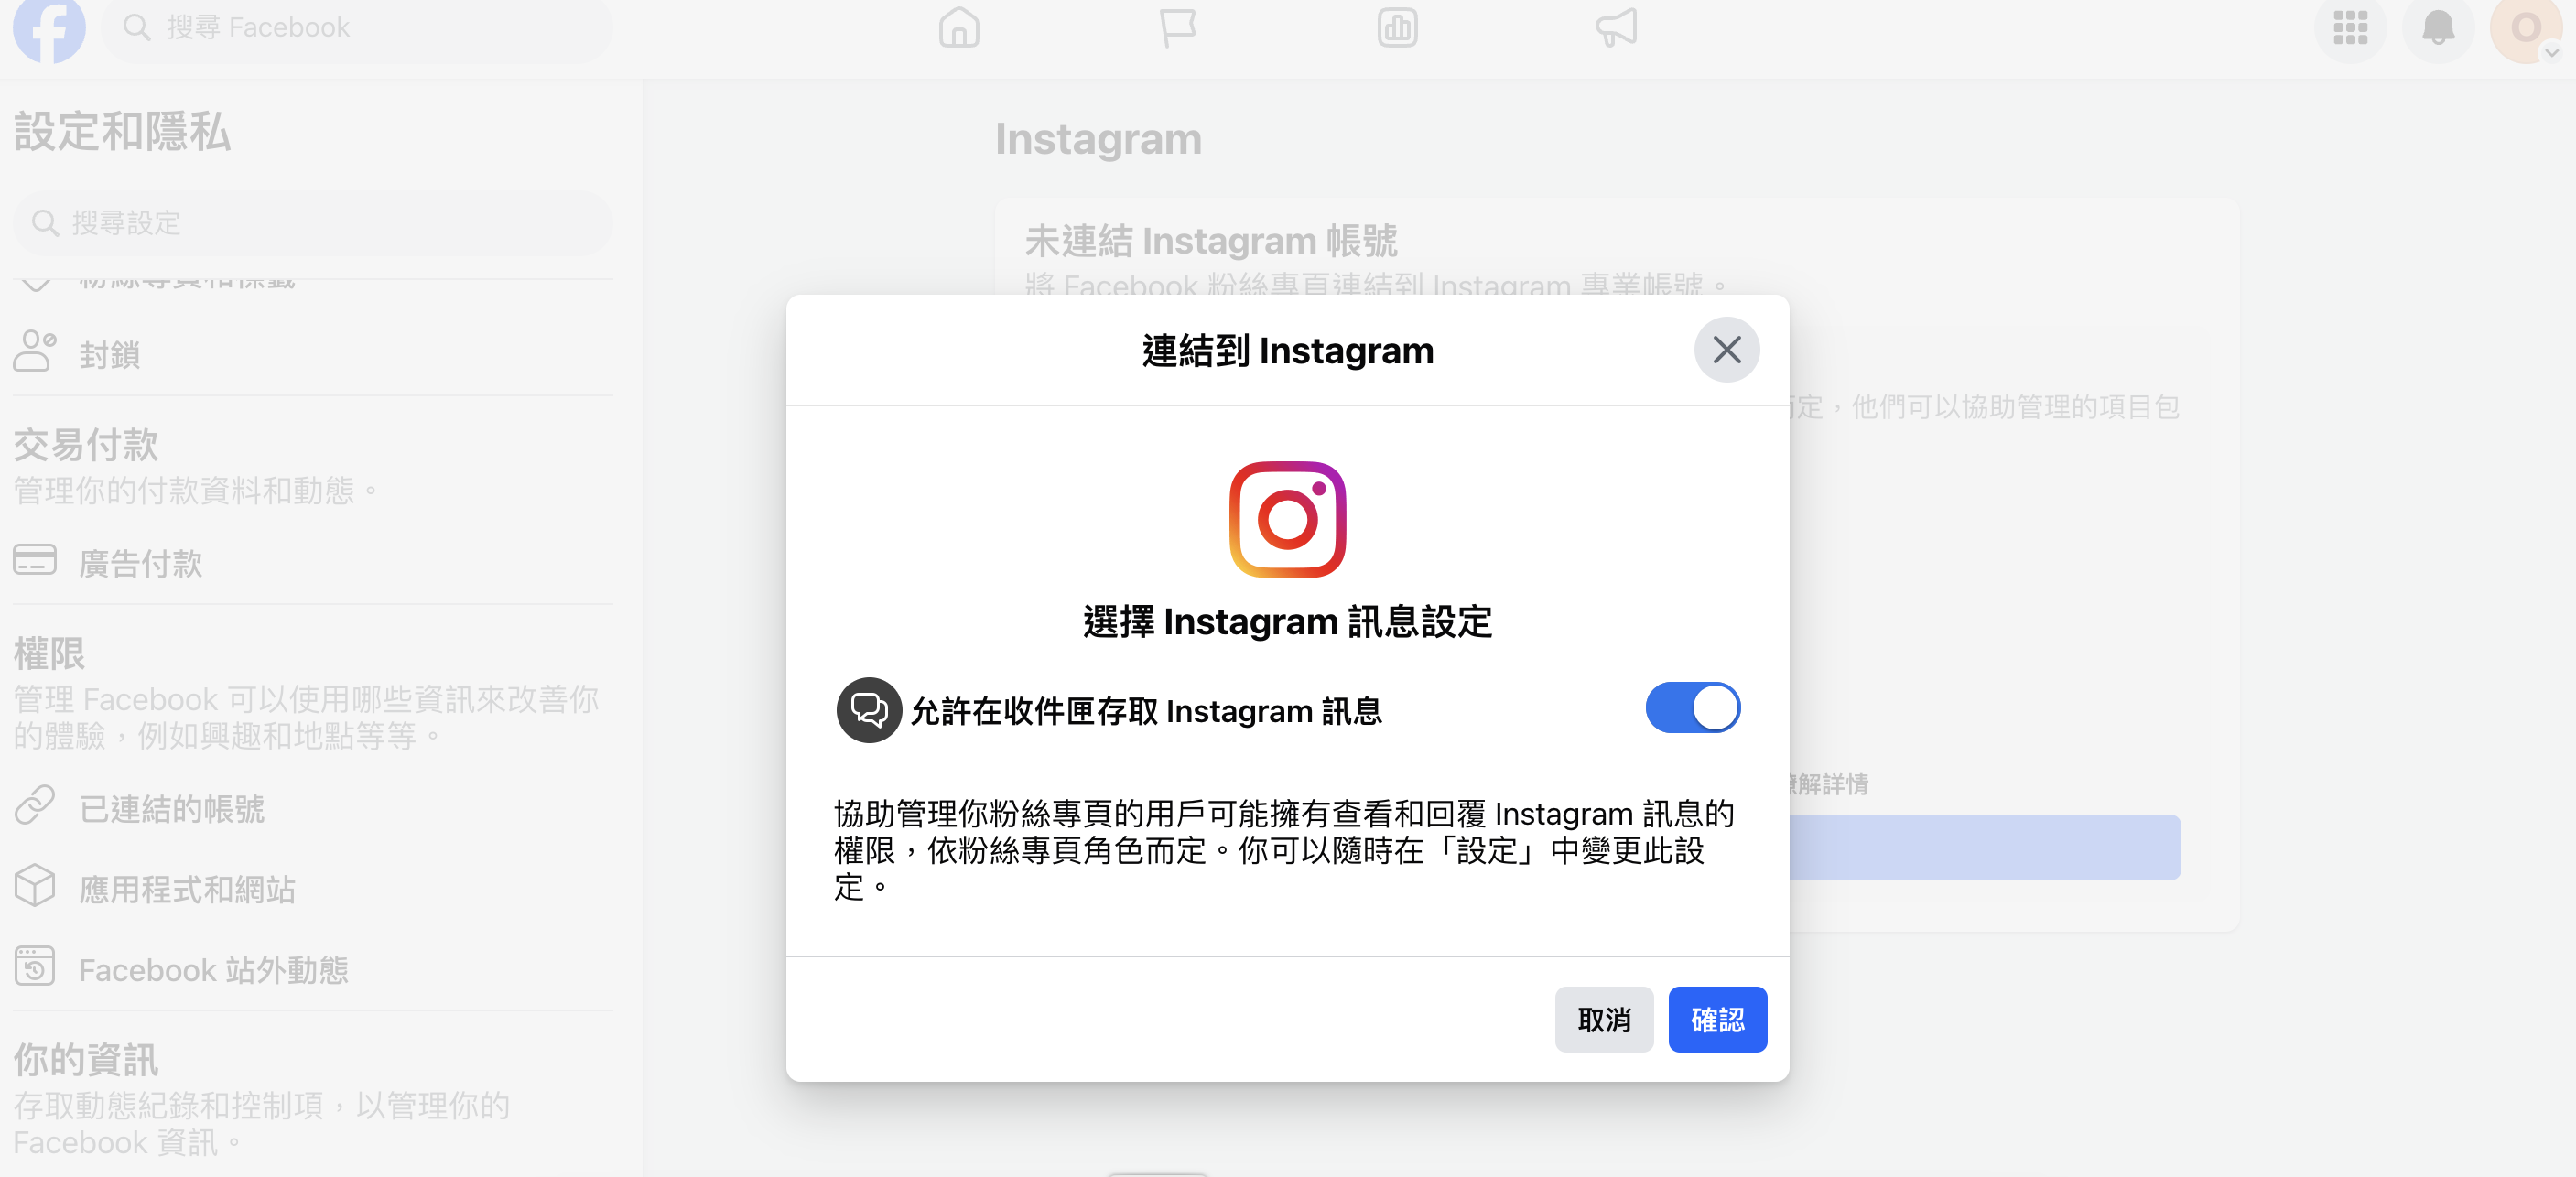 搜尋 Facebook
設定和隱私
搜尋設定
粉絲專頁和標籤
封鎖
交易付款
管理你的付款資料和動態。
廣告付款
權限
管理 Facebook 可以使用哪些資訊來改善你
的體驗，例如興趣和地點等等。
已連結的帳號
應用程式和網站
Facebook 站外動態
你的資訊
存取動態紀錄和控制項，以管理你的
Facebook 資訊。
O
Instagram
未連結 Instagram 帳號
將 Facebook 粉絲專頁連結到 Instagram 專業帳號。
而定，他們可以協助管理的項目包
瞭解詳情
連結到 Instagram
選擇 Instagram 訊息設定
允許在收件匣存取 Instagram 訊息
協助管理你粉絲專頁的用戶可能擁有查看和回覆 Instagram 訊息的
權限，依粉絲專頁角色而定。你可以隨時在「設定」中變更此設
定。
取消
確認